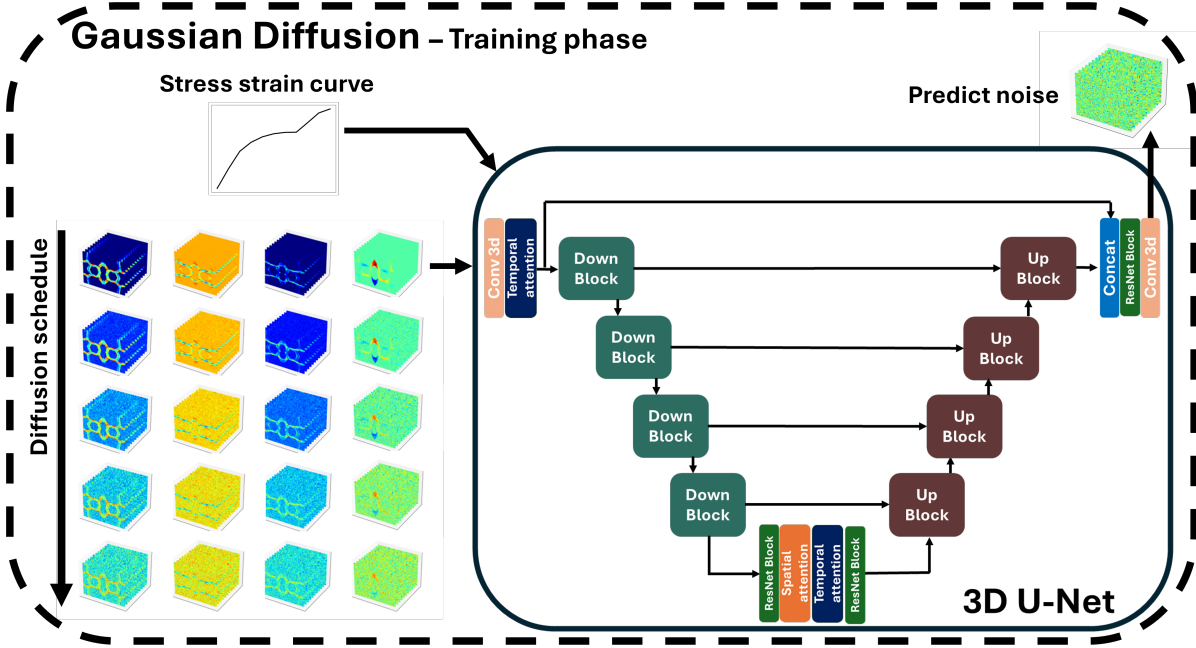 Gaussian Diffusion – Training phase
Stress strain curve
Predict noise
Diffusion schedule
Conv 3d
Temporal
attention
Down
Block
Up
Block
Concat
ResNet Block
Conv 3d
Down
Block
Up
Block
Down
Block
Up
Block
Down
Block
Up
Block
ResNet Block
Spatial
attention
Temporal
attention
ResNet Block
3D U-Net